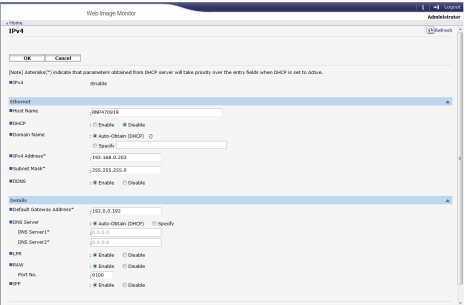 Web Image Monitor
Logout
Administrator
Home
IPv4
Refresh
OK Cancel
[Note] Asterisks(*) indicate that parameters obtained from DHCP server will take priority over the entry fields when DHCP is set to Active.
IPv4 :Enable
Ethernet
Host Name : RNP470919
DHCP : Enable Disable
Domain Name : Auto-Obtain (DHCP) ()
Specify
IPv4 Address* : 192.168.0.203
Subnet Mask* : 255.255.255.0
DDNS : Enable Disable
Details
Default Gateway Address* : 192.0.0.192
DNS Server : Auto-Obtain (DHCP) Specify
DNS Server1* : 0.0.0.0
DNS Server2* : 0.0.0.0
LPR : Enable Disable
RAW : Enable Disable
Port No. : 9100
IPP : Enable Disable